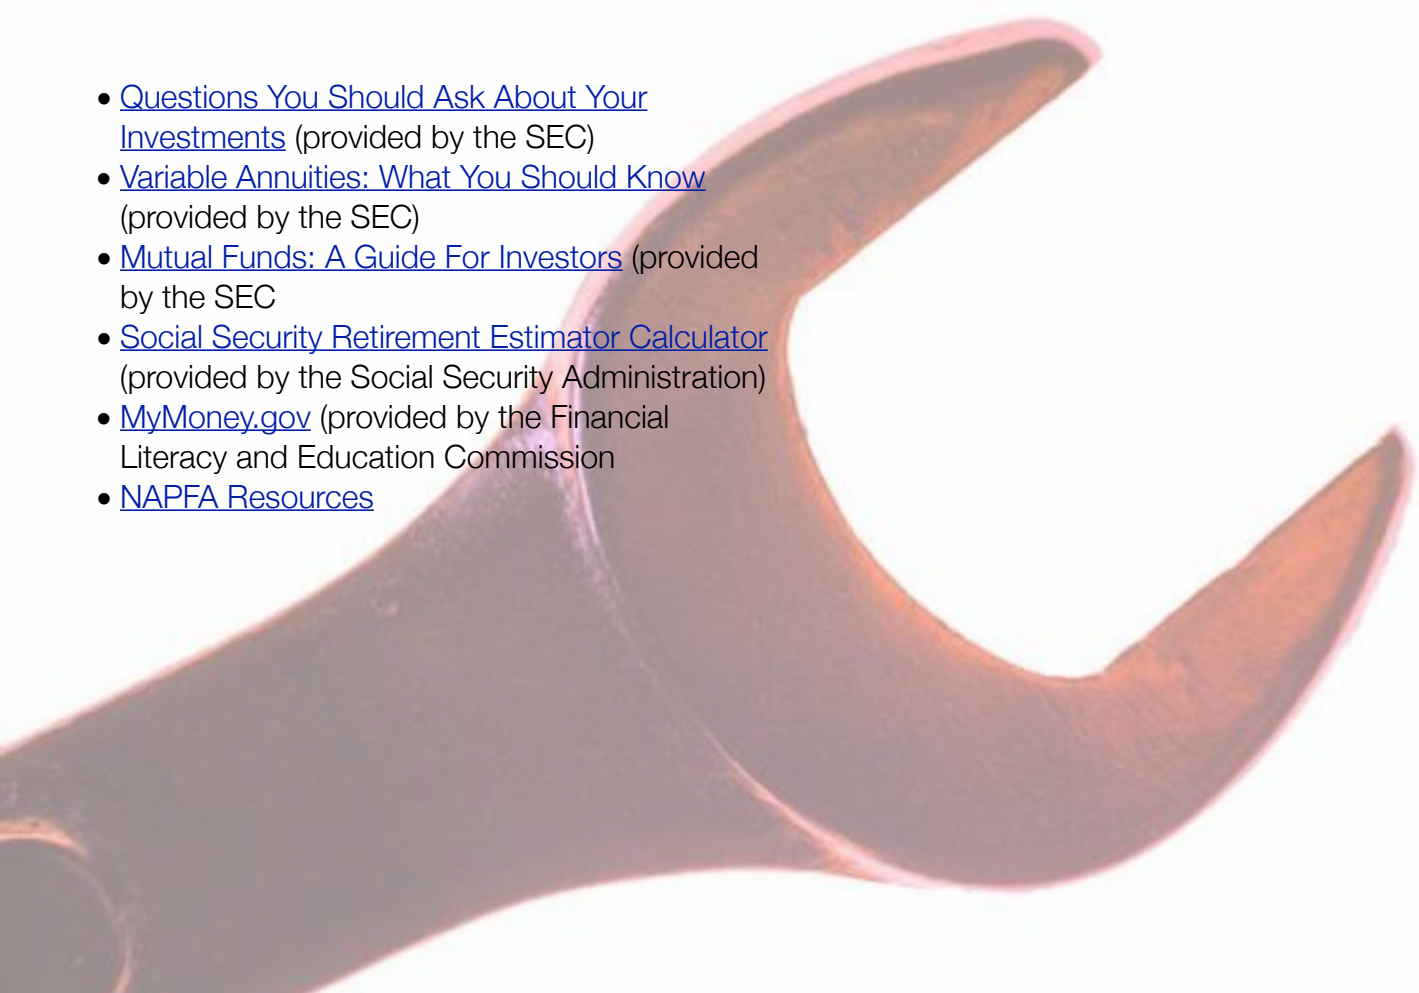 • Questions You Should Ask About Your
Investments (provided by the SEC)
• Variable Annuities: What You Should Know
(provided by the SEC)
• Mutual Funds: A Guide For Investors (provided
by the SEC
• Social Security Retirement Estimator Calculator
(provided by the Social Security Administration)
• MyMoney.gov (provided by the Financial
Literacy and Education Commission
• NAPFA Resources